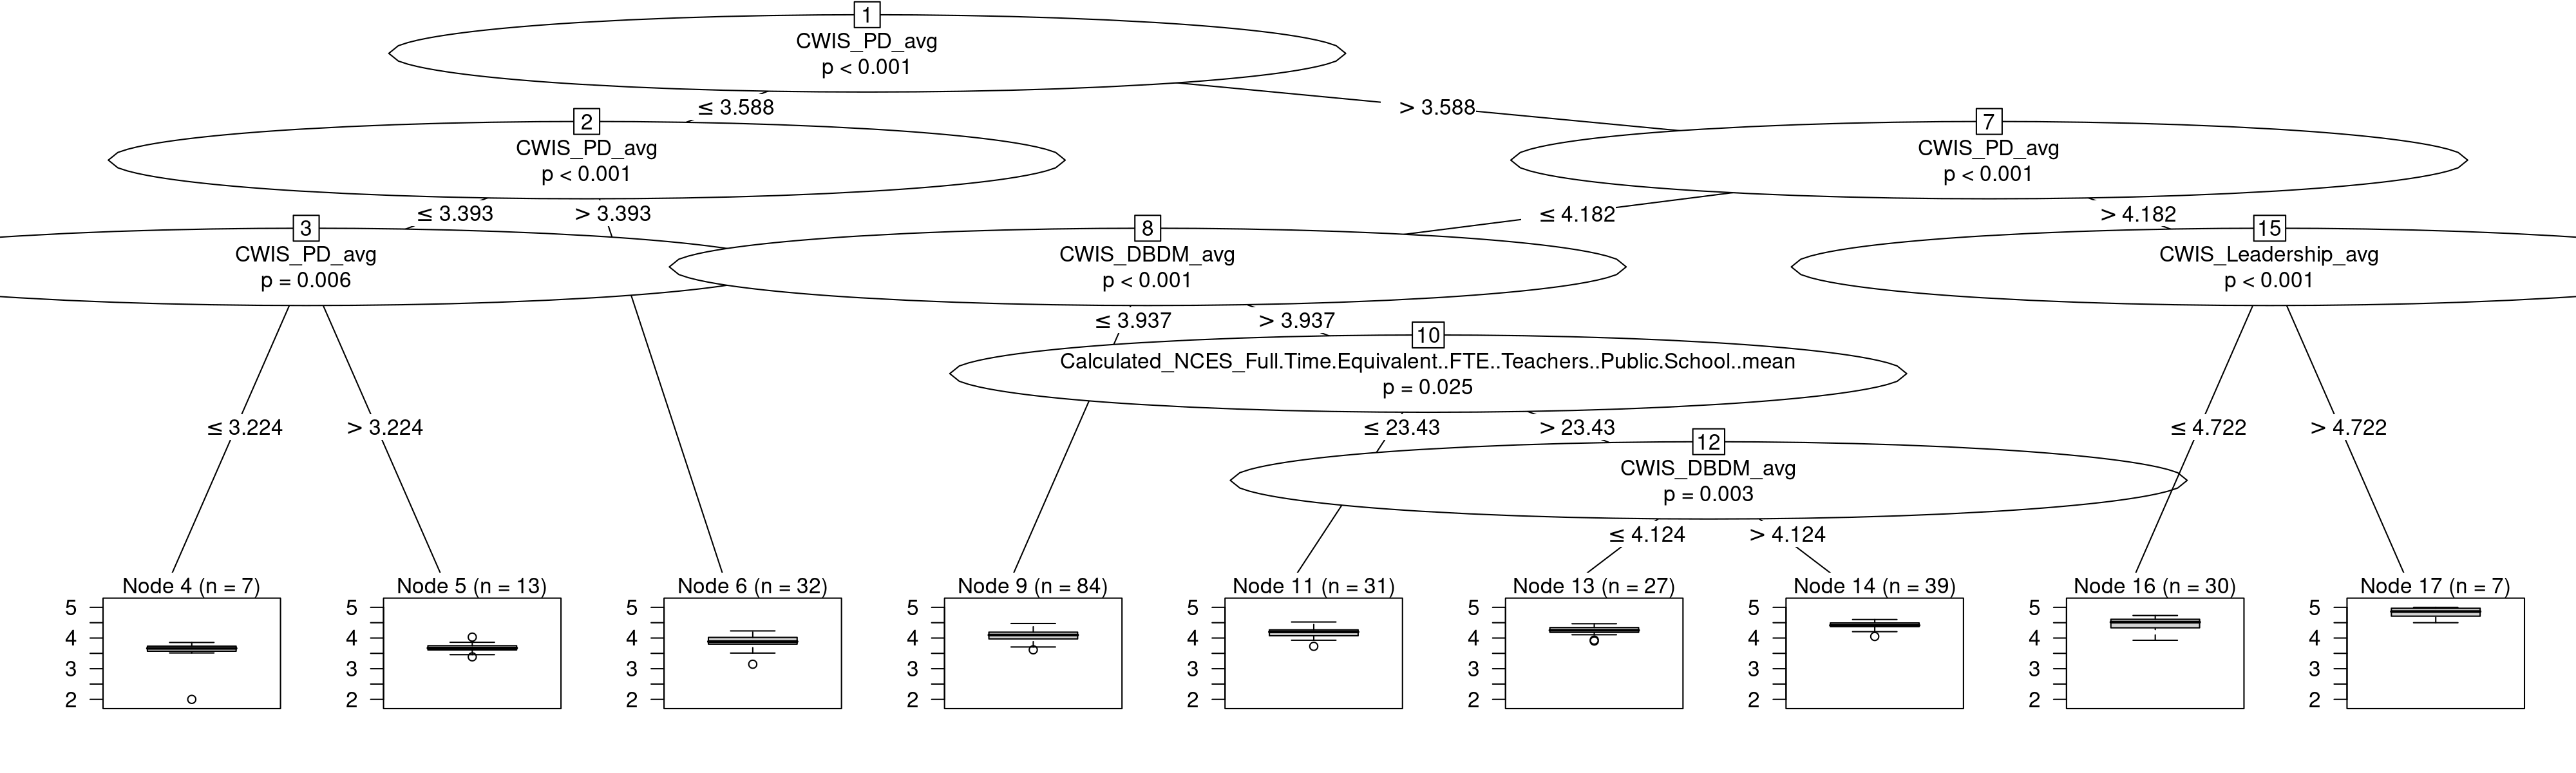 1
CWIS_PD_avg
p < 0.001
≤ 3.588
> 3.588
2
CWIS_PD_avg
p < 0.001
7
CWIS_PD_avg
p < 0.001
≤ 3.393
> 3.393
≤ 4.182
> 4.182
3
CWIS_PD_avg
p = 0.006
8
CWIS_DBDM_avg
p < 0.001
15
CWIS_Leadership_avg
p < 0.001
≤ 3.937
> 3.937
10
Calculated_NCES_Full.Time.Equivalent..FTE..Teachers..Public.School..mean
p = 0.025
≤ 3.224
> 3.224
≤ 23.43
> 23.43
≤ 4.722
> 4.722
12
CWIS_DBDM_avg
p = 0.003
≤ 4.124
> 4.124
Node 4 (n = 7)
5
4
3
2
Node 5 (n = 13)
5
4
3
2
Node 6 (n = 32)
5
4
3
2
Node 9 (n = 84)
5
4
3
2
Node 11 (n = 31)
5
4
3
2
Node 13 (n = 27)
5
4
3
2
Node 14 (n = 39)
5
4
3
2
Node 16 (n = 30)
5
4
3
2
Node 17 (n = 7)
5
4
3
2